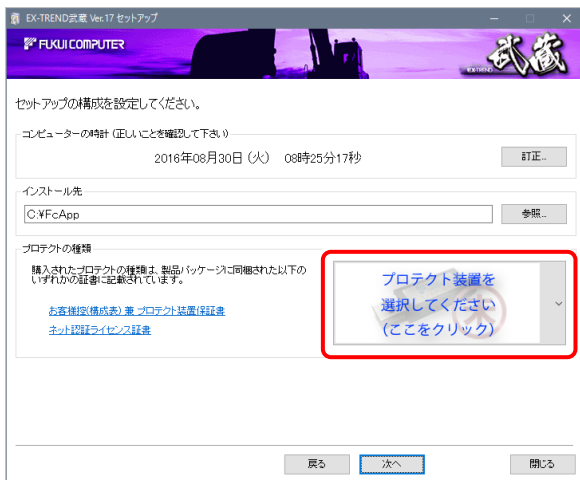 EX-TREND武蔵 Ver.17 セットアップ
FUKUI COMPUTER
武蔵
EX-TREND
セットアップの構成を設定してください。
コンピューターの時計 (正しいことを確認して下さい)
2016年08月30日 (火) 08時25分17秒
訂正...
インストール先
C:¥FcApp
参照...
プロテクトの種類
購入されたプロテクトの種類は、製品パッケージに同梱された以下の
いずれかの証書に記載されています。
お客様控(構成表) 兼 プロテクト装置保証書
ネット認証ライセンス証書
プロテクト装置を
選択してください
(ここをクリック)
戻る
次へ
閉じる